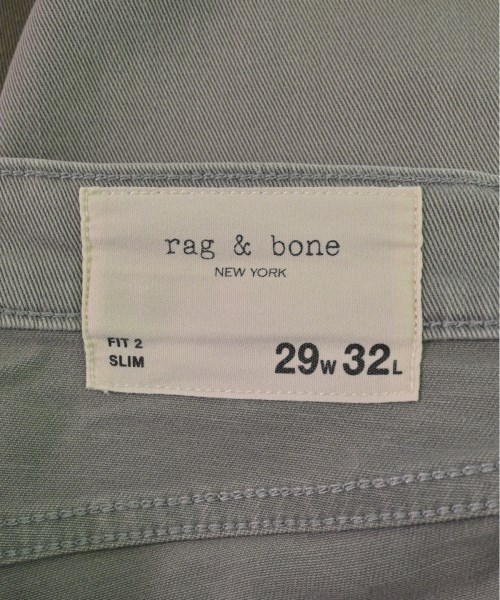 rag & bone
NEW YORK
FIT 2
SLIM
29W 32L